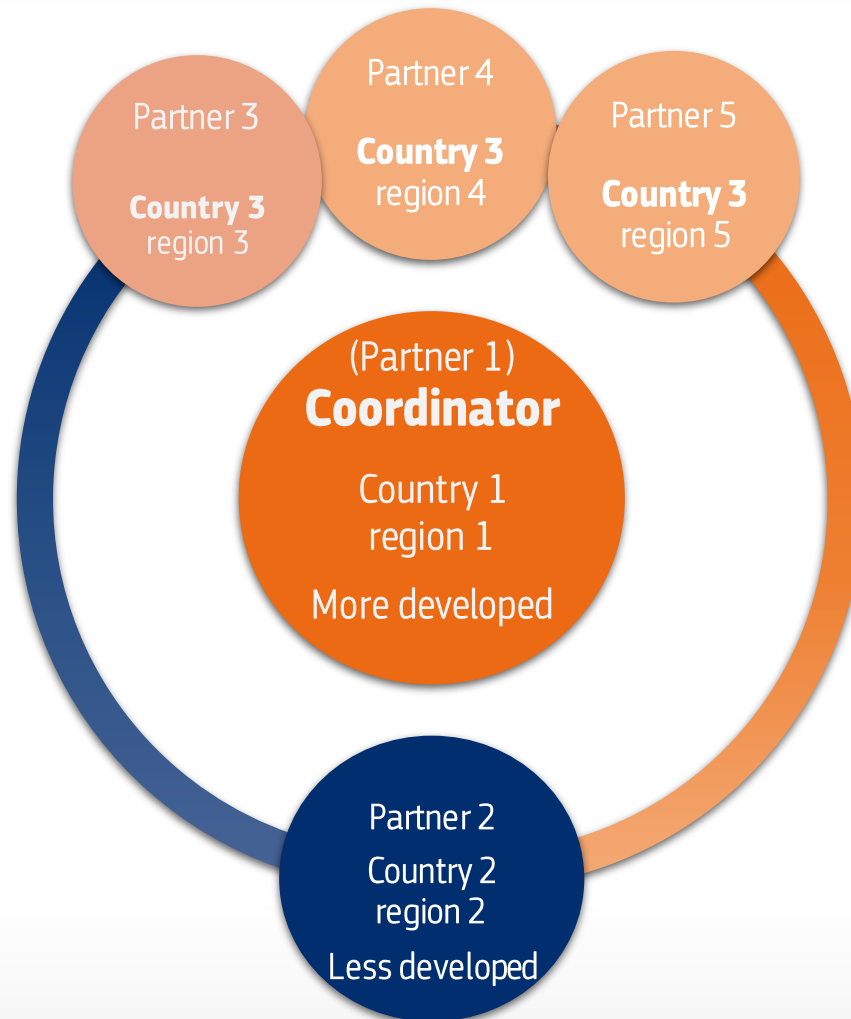 Partner 3
Country 3
region 3
Partner 4
Country 3
region 4
Partner 5
Country 3
region 5
(Partner 1)
Coordinator
Country 1
region 1
More developed
Partner 2
Country 2
region 2
Less developed